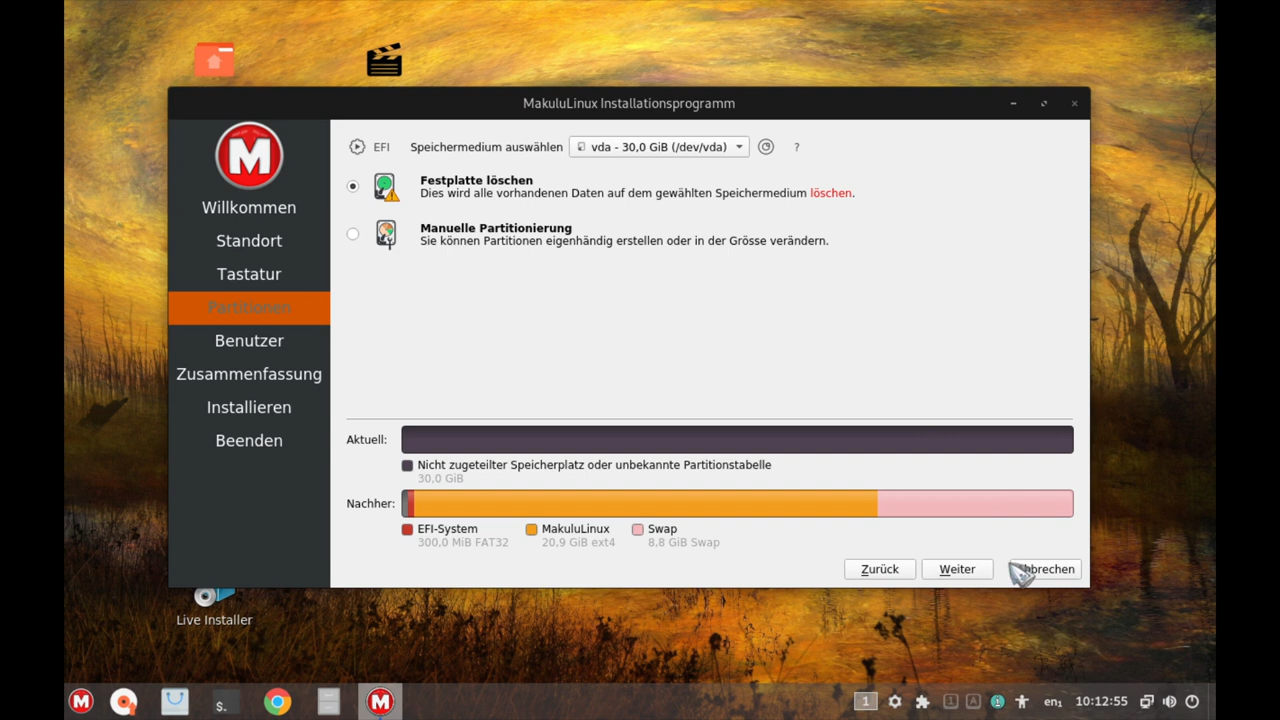 MakuluLinux Installationsprogramm
M
Willkommen
Standort
Tastatur
Partitionen
Benutzer
Zusammenfassung
Installieren
Beenden
EFI Speichermedium auswählen vda - 30,0 GiB (/dev/vda) ?
Festplatte löschen
Dies wird alle vorhandenen Daten auf dem gewählten Speichermedium löschen.
Manuelle Partitionierung
Sie können Partitionen eigenhändig erstellen oder in der Grösse verändern.
Aktuell:
Nicht zugeteilter Speicherplatz oder unbekannte Partitionstabelle
30,0 GiB
Nachher:
EFI-System MakuluLinux Swap
300,0 MiB FAT32 20,9 GiB ext4 8,8 GiB Swap
Zurück Weiter Abbrechen
Live Installer
M $. M 1 1 A 1 en₁ 10:12:55